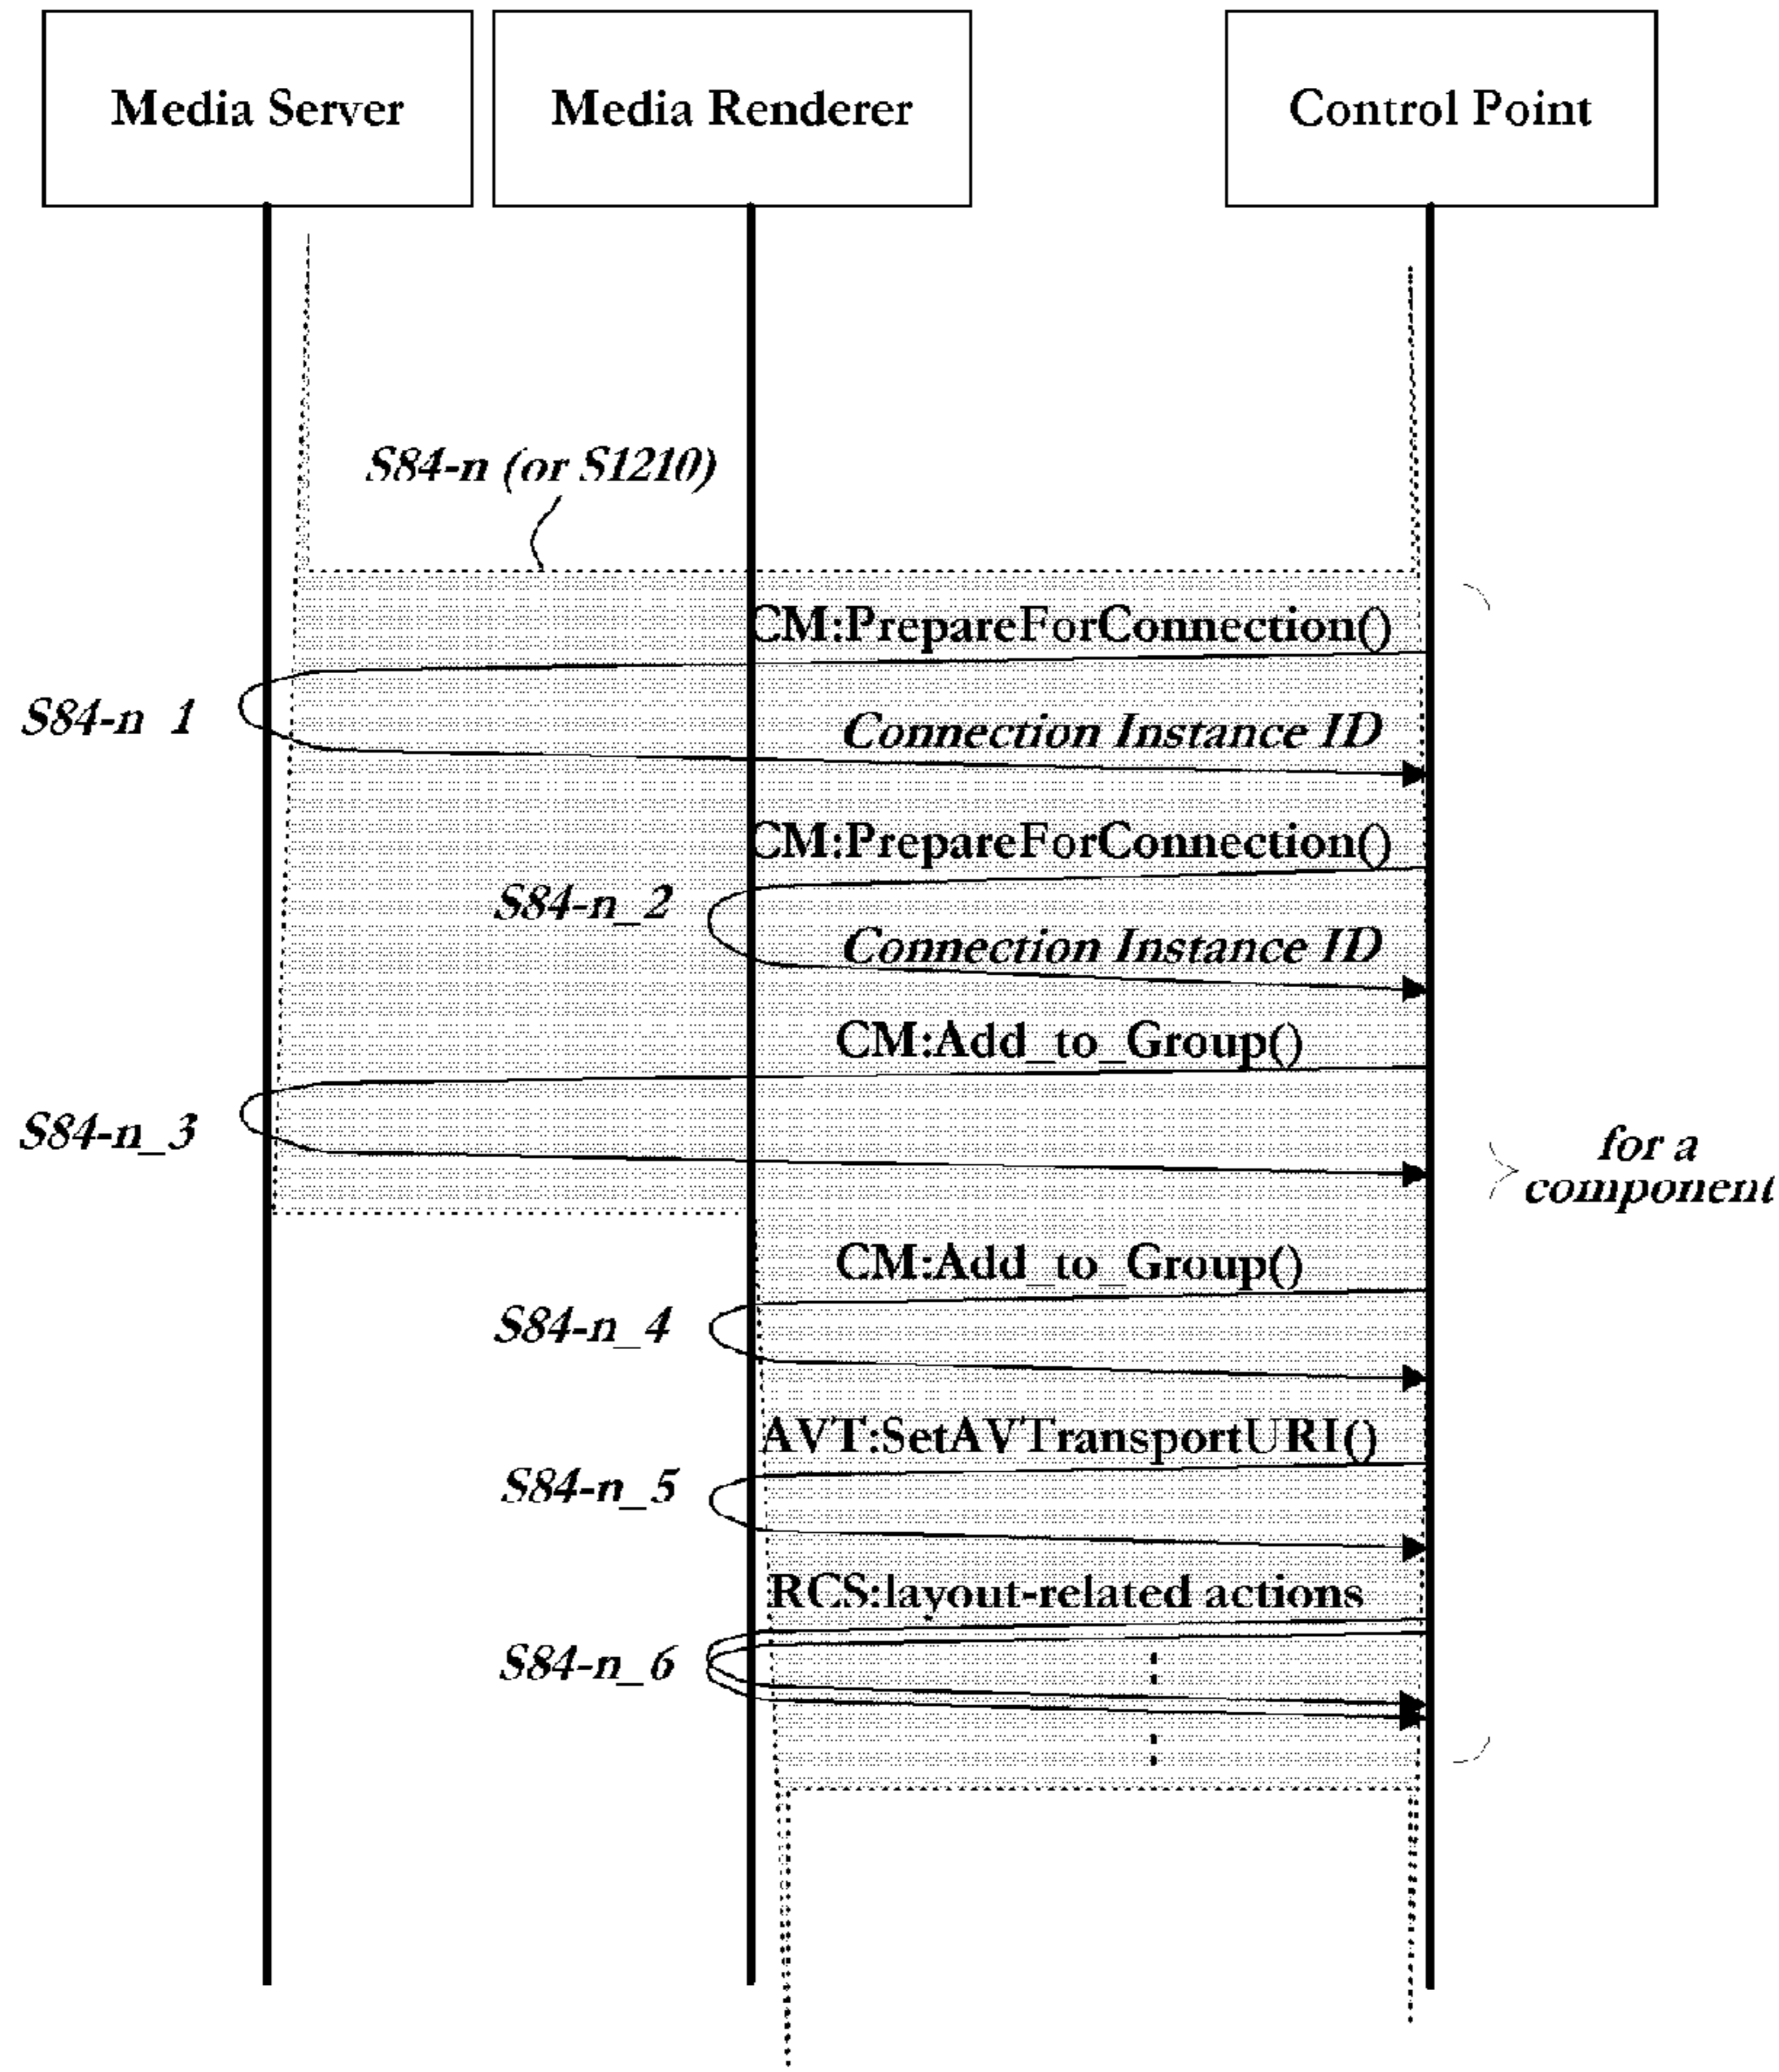 Media Server
Media Renderer
Control Point
S84-n (or S1210)
CM:PrepareForConnection()
S84-n_1
Connection Instance ID
CM:PrepareForConnection()
S84-n_2
Connection Instance ID
CM:Add_to_Group()
S84-n_3
for a
component
CM:Add_to_Group()
S84-n_4
AVT:SetAVTransportURI()
S84-n_5
RCS:layout-related actions
S84-n_6